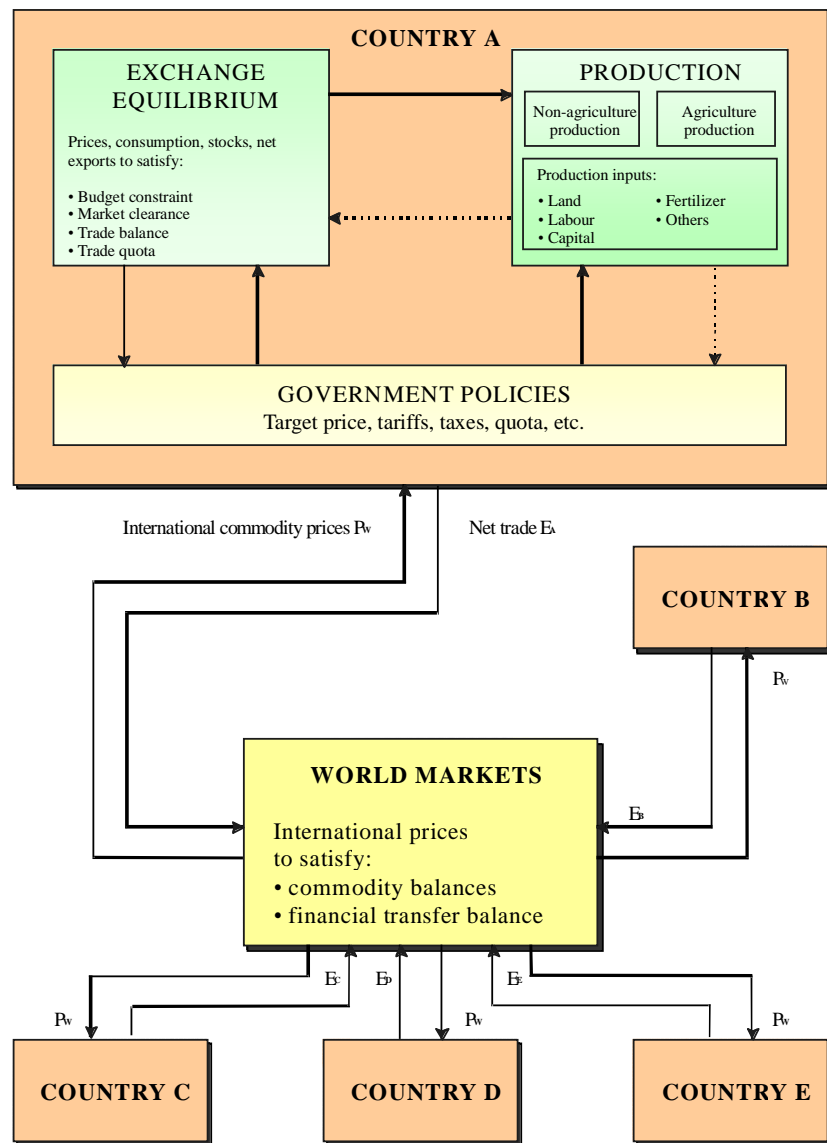 COUNTRY A
EXCHANGE
EQUILIBRIUM
Prices, consumption, stocks, net
exports to satisfy:
• Budget constraint
• Market clearance
• Trade balance
• Trade quota
PRODUCTION
Non-agriculture
production
Agriculture
production
Production inputs:
• Land
• Labour
• Capital
• Fertilizer
• Others
GOVERNMENT POLICIES
Target price, tariffs, taxes, quota, etc.
International commodity prices PW
Net trade EA
COUNTRY B
PW
WORLD MARKETS
International prices
to satisfy:
• commodity balances
• financial transfer balance
EB
EC
ED
EE
PW
PW
PW
COUNTRY C
COUNTRY D
COUNTRY E